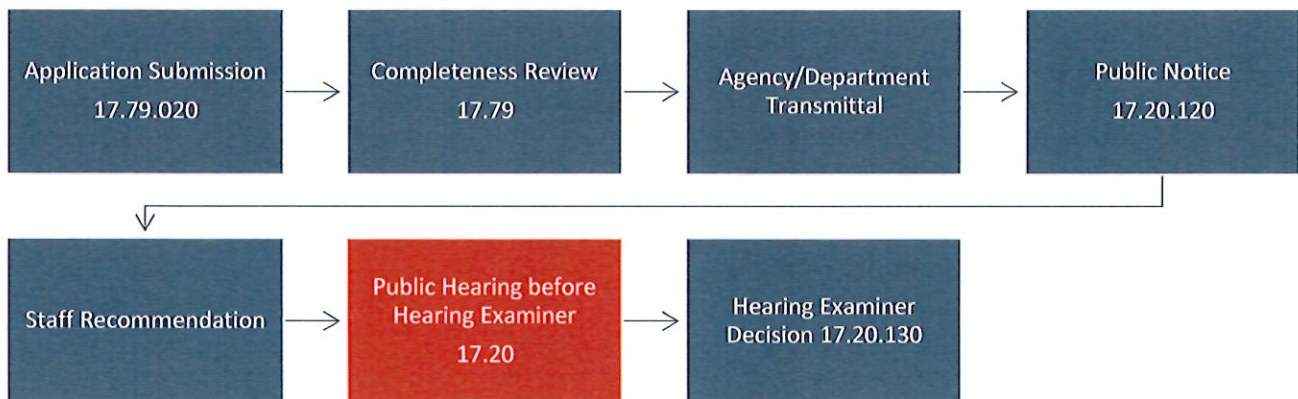 Application Submission
17.79.020
Completeness Review
17.79
Agency/Department
Transmittal
Public Notice
17.20.120
Staff Recommendation
Public Hearing before
Hearing Examiner
17.20
Hearing Examiner
Decision 17.20.130